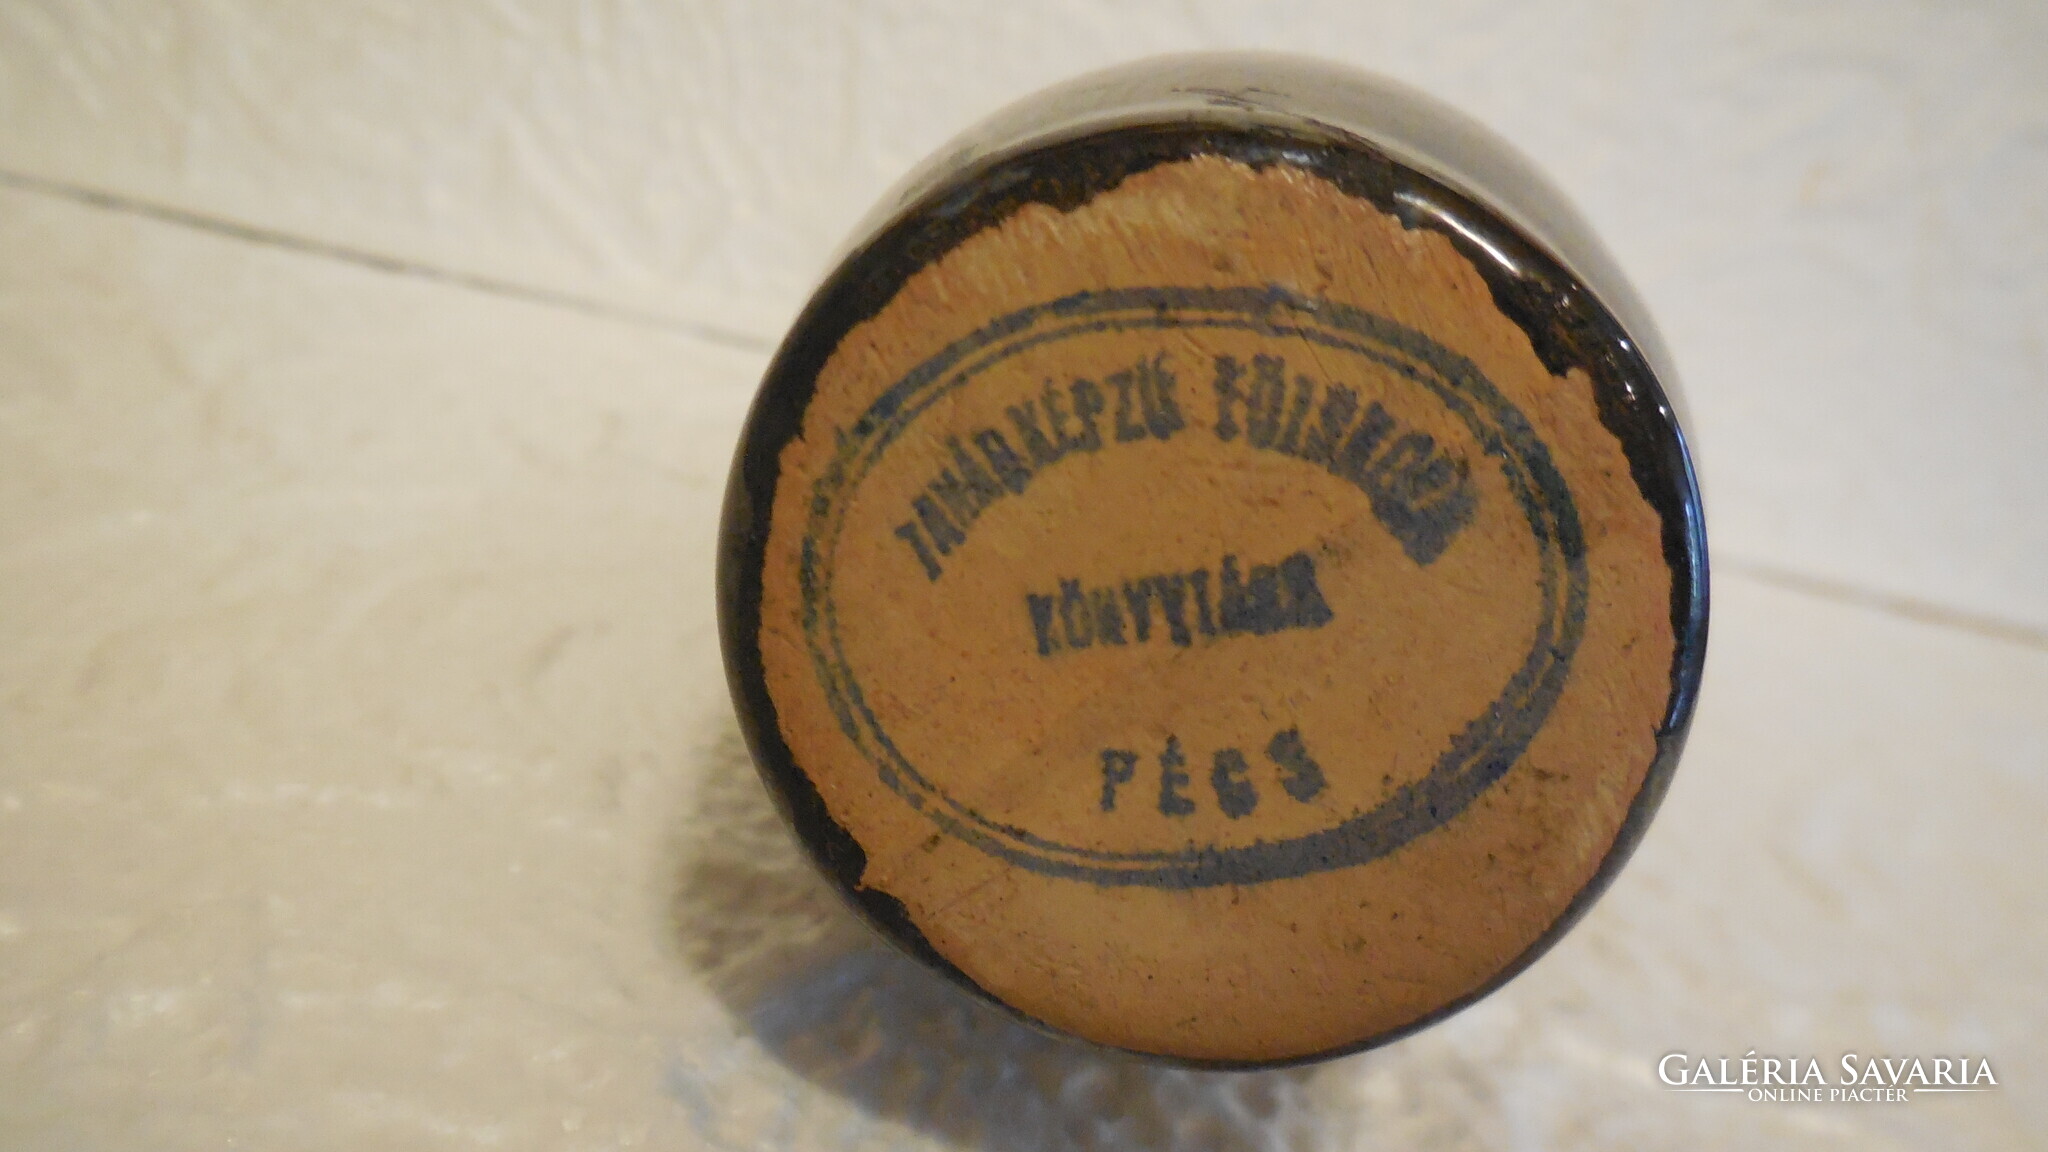 TANÁRKÉPZŐ FŐISKOLA
KÖNYVTÁRA
PÉCS
GALÉRIA SAVARIA
ONLINE PIACTÉR